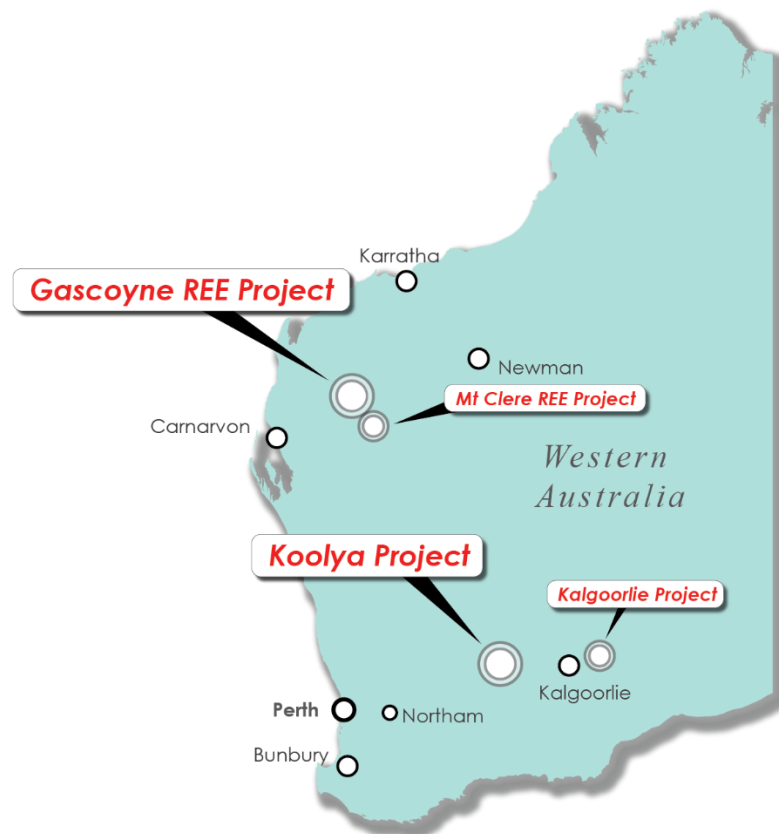 Karratha
Gascoyne REE Project
Newman
Mt Clere REE Project
Carnarvon
Western
Australia
Koolya Project
Kalgoorlie Project
Kalgoorlie
Perth
Northam
Bunbury